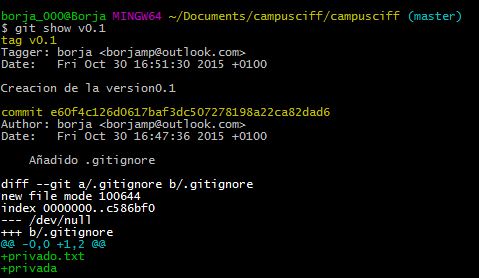 borja_000@Borja MINGW64 ~/Documents/campusciff/campusciff (master)
$ git show v0.1
tag v0.1
Tagger: borja <borjamp@outlook.com>
Date:   Fri Oct 30 16:51:30 2015 +0100
Creacion de la version0.1
commit e60f4c126d0617baf3dc507278198a22ca82dad6
Author: borja <borjamp@outlook.com>
Date:   Fri Oct 30 16:47:36 2015 +0100
    Añadido .gitignore
diff --git a/.gitignore b/.gitignore
new file mode 100644
index 0000000..c586bf0
--- /dev/null
+++ b/.gitignore
@@ -0,0 +1,2 @@
+privado.txt
+privada